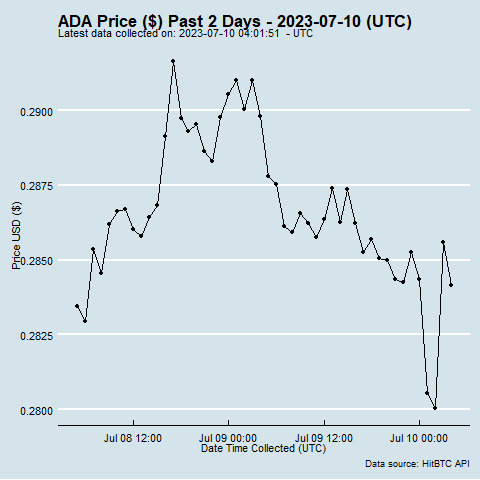 ADA Price ($) Past 2 Days - 2023-07-10 (UTC)
Latest data collected on: 2023-07-10 04:01:51 - UTC
0.2900
0.2875
0.2850
0.2825
0.2800
Price USD ($)
Jul 08 12:00 Jul 09 00:00 Jul 09 12:00 Jul 10 00:00
Date Time Collected (UTC)
Data source: HitBTC API